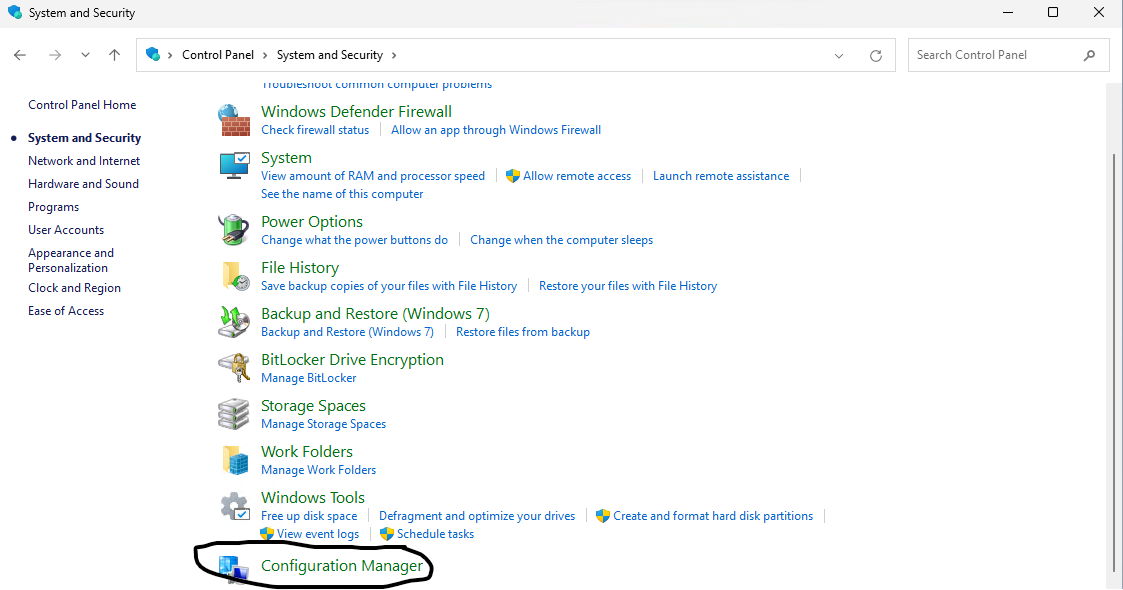 System and Security
Control Panel > System and Security >
Search Control Panel
Control Panel Home
System and Security
Network and Internet
Hardware and Sound
Programs
User Accounts
Appearance and
Personalization
Clock and Region
Ease of Access
Troubleshoot common computer problems
Windows Defender Firewall
Check firewall status | Allow an app through Windows Firewall
System
View amount of RAM and processor speed | Allow remote access | Launch remote assistance |
See the name of this computer
Power Options
Change what the power buttons do | Change when the computer sleeps
File History
Save backup copies of your files with File History | Restore your files with File History
Backup and Restore (Windows 7)
Backup and Restore (Windows 7) | Restore files from backup
BitLocker Drive Encryption
Manage BitLocker
Storage Spaces
Manage Storage Spaces
Work Folders
Manage Work Folders
Windows Tools
Free up disk space | Defragment and optimize your drives | Create and format hard disk partitions |
View event logs | Schedule tasks
Configuration Manager